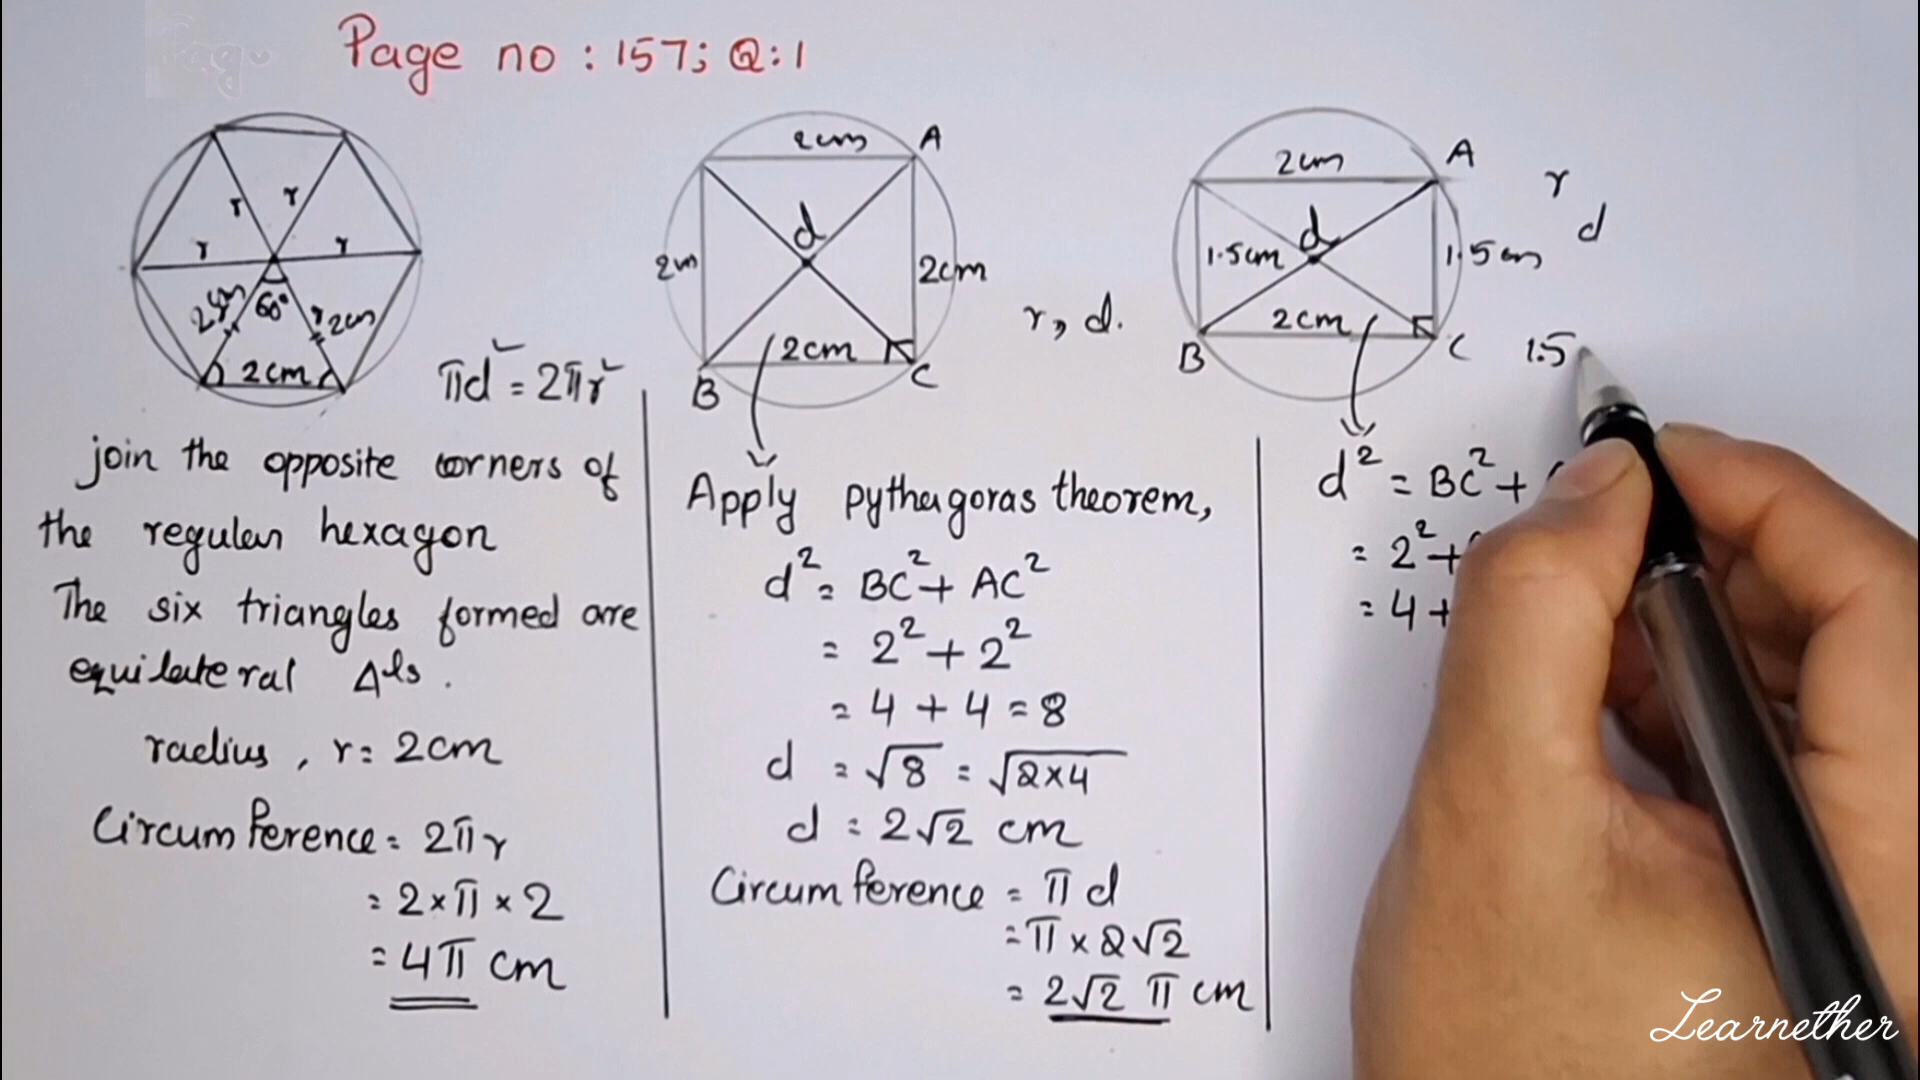 Page no : 157; Q:1
r
r
r
r
2cm
60°
r 2cm
2cm
πd = 2πr
join the opposite corners of
the regular hexagon
The six triangles formed are
equilateral Δls.
radius, r = 2cm
Circumference = 2πr
= 2×π×2
= 4π cm
2cm
A
d
2m
2cm
2cm
B
C
r, d.
Apply pythagoras theorem,
d² = BC² + AC²
= 2² + 2²
= 4 + 4 = 8
d = √8 = √2×4
d = 2√2 cm
Circumference = πd
= π × 2√2
= 2√2 π cm
2cm
A
r
d
d
1.5cm
1.5cm
2cm
B
C
1.5
d² = BC² +
= 2² +
= 4 +
Learnether